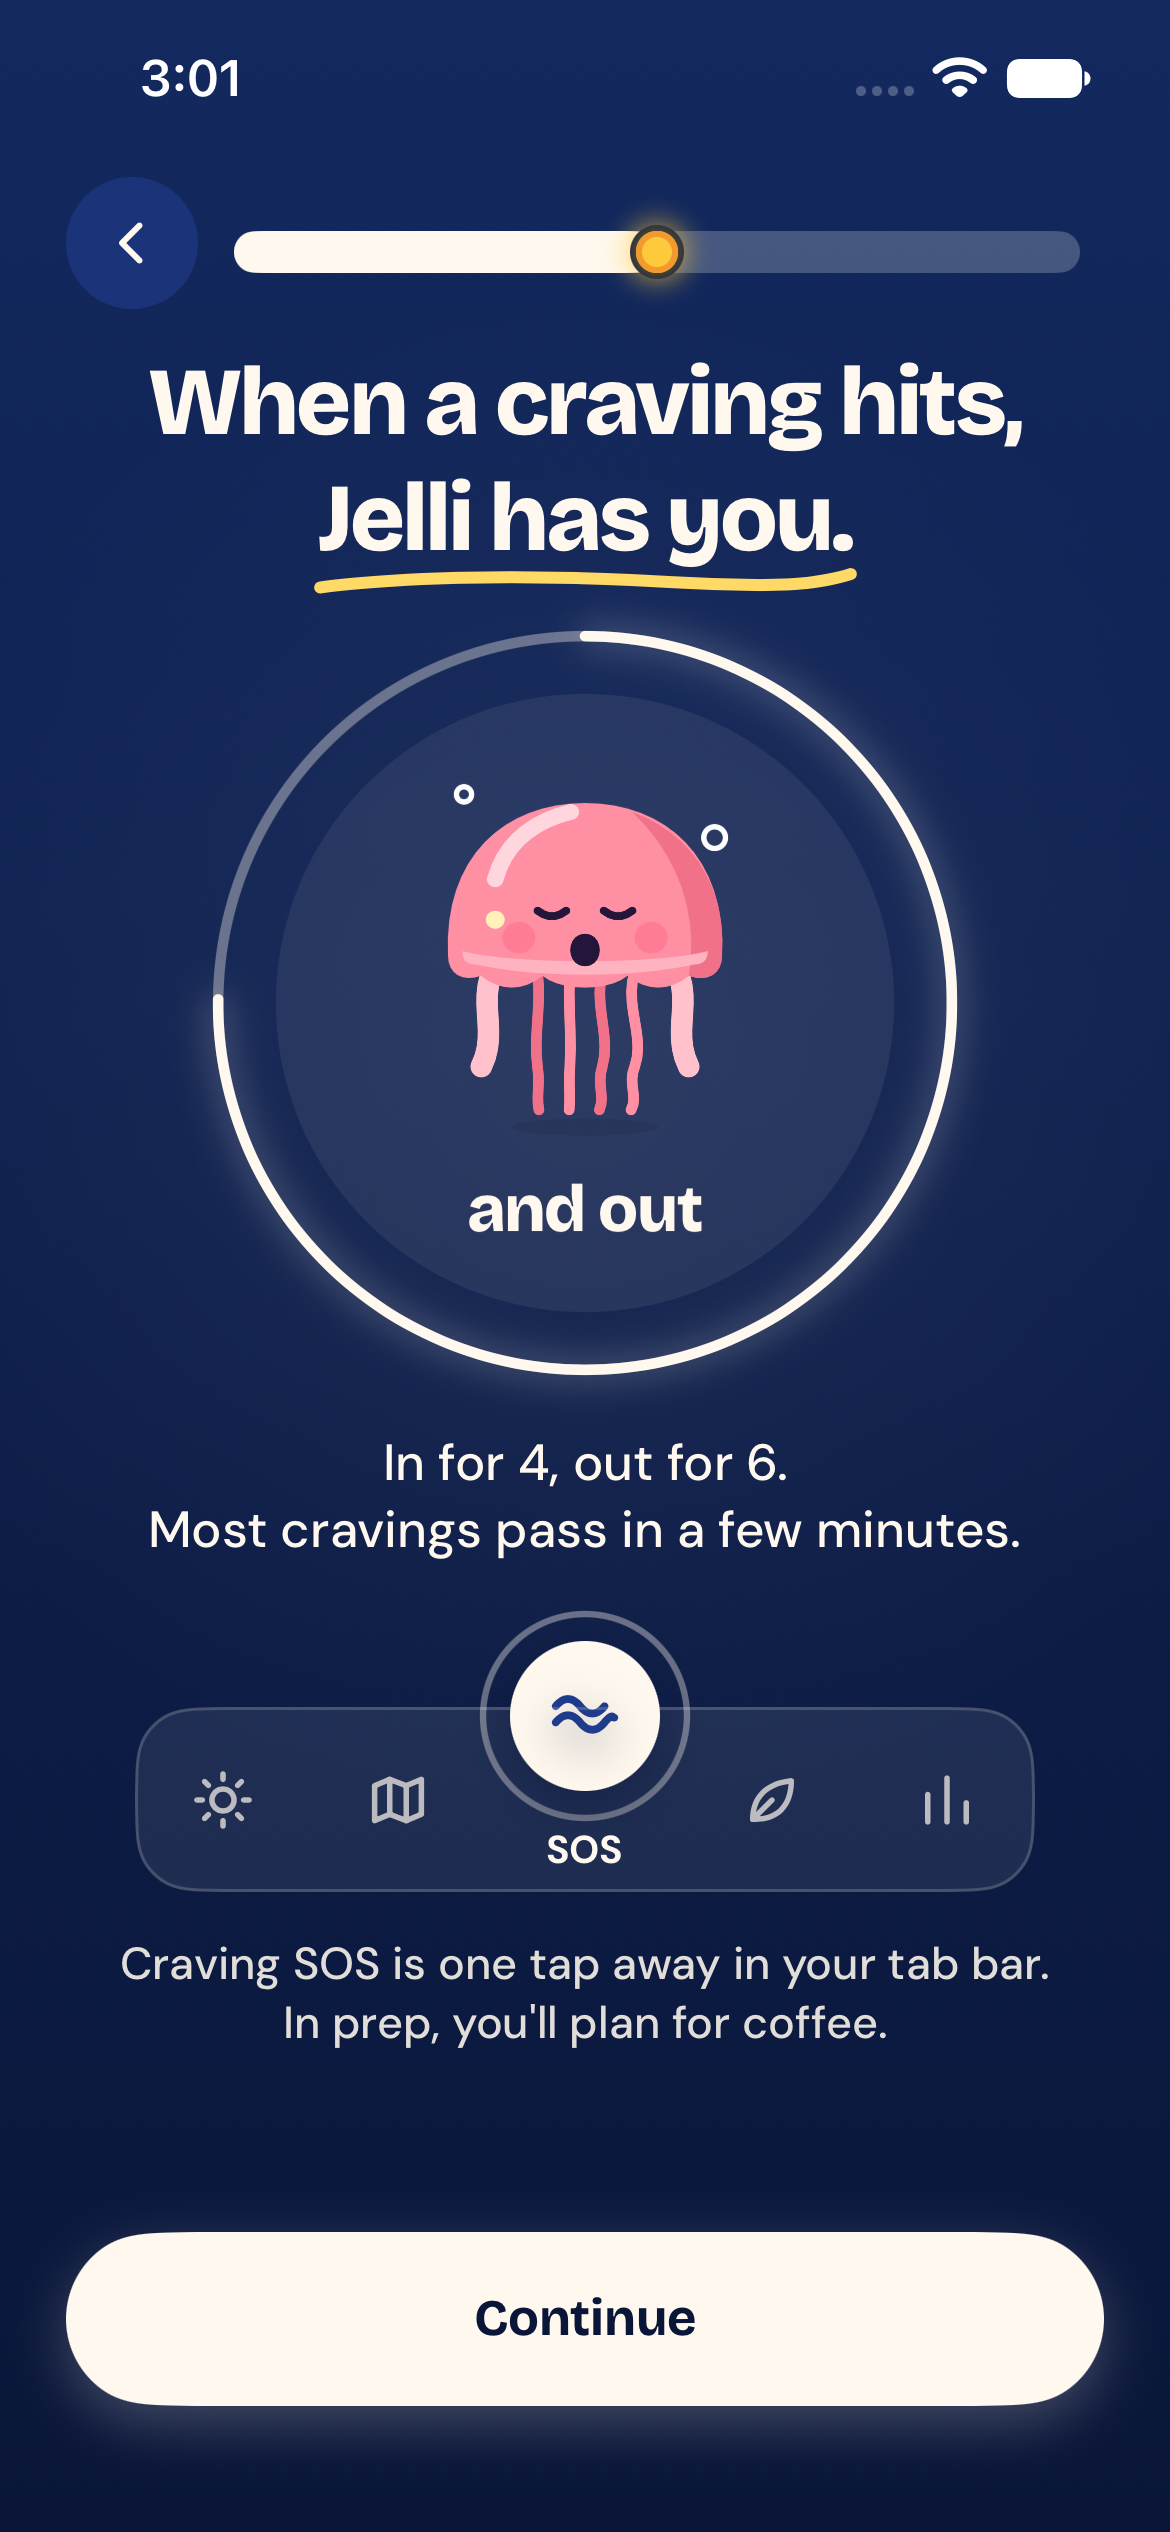 3:01
When a craving hits,
Jelli has you.
and out
In for 4, out for 6.
Most cravings pass in a few minutes.
SOS
Craving SOS is one tap away in your tab bar.
In prep, you'll plan for coffee.
Continue